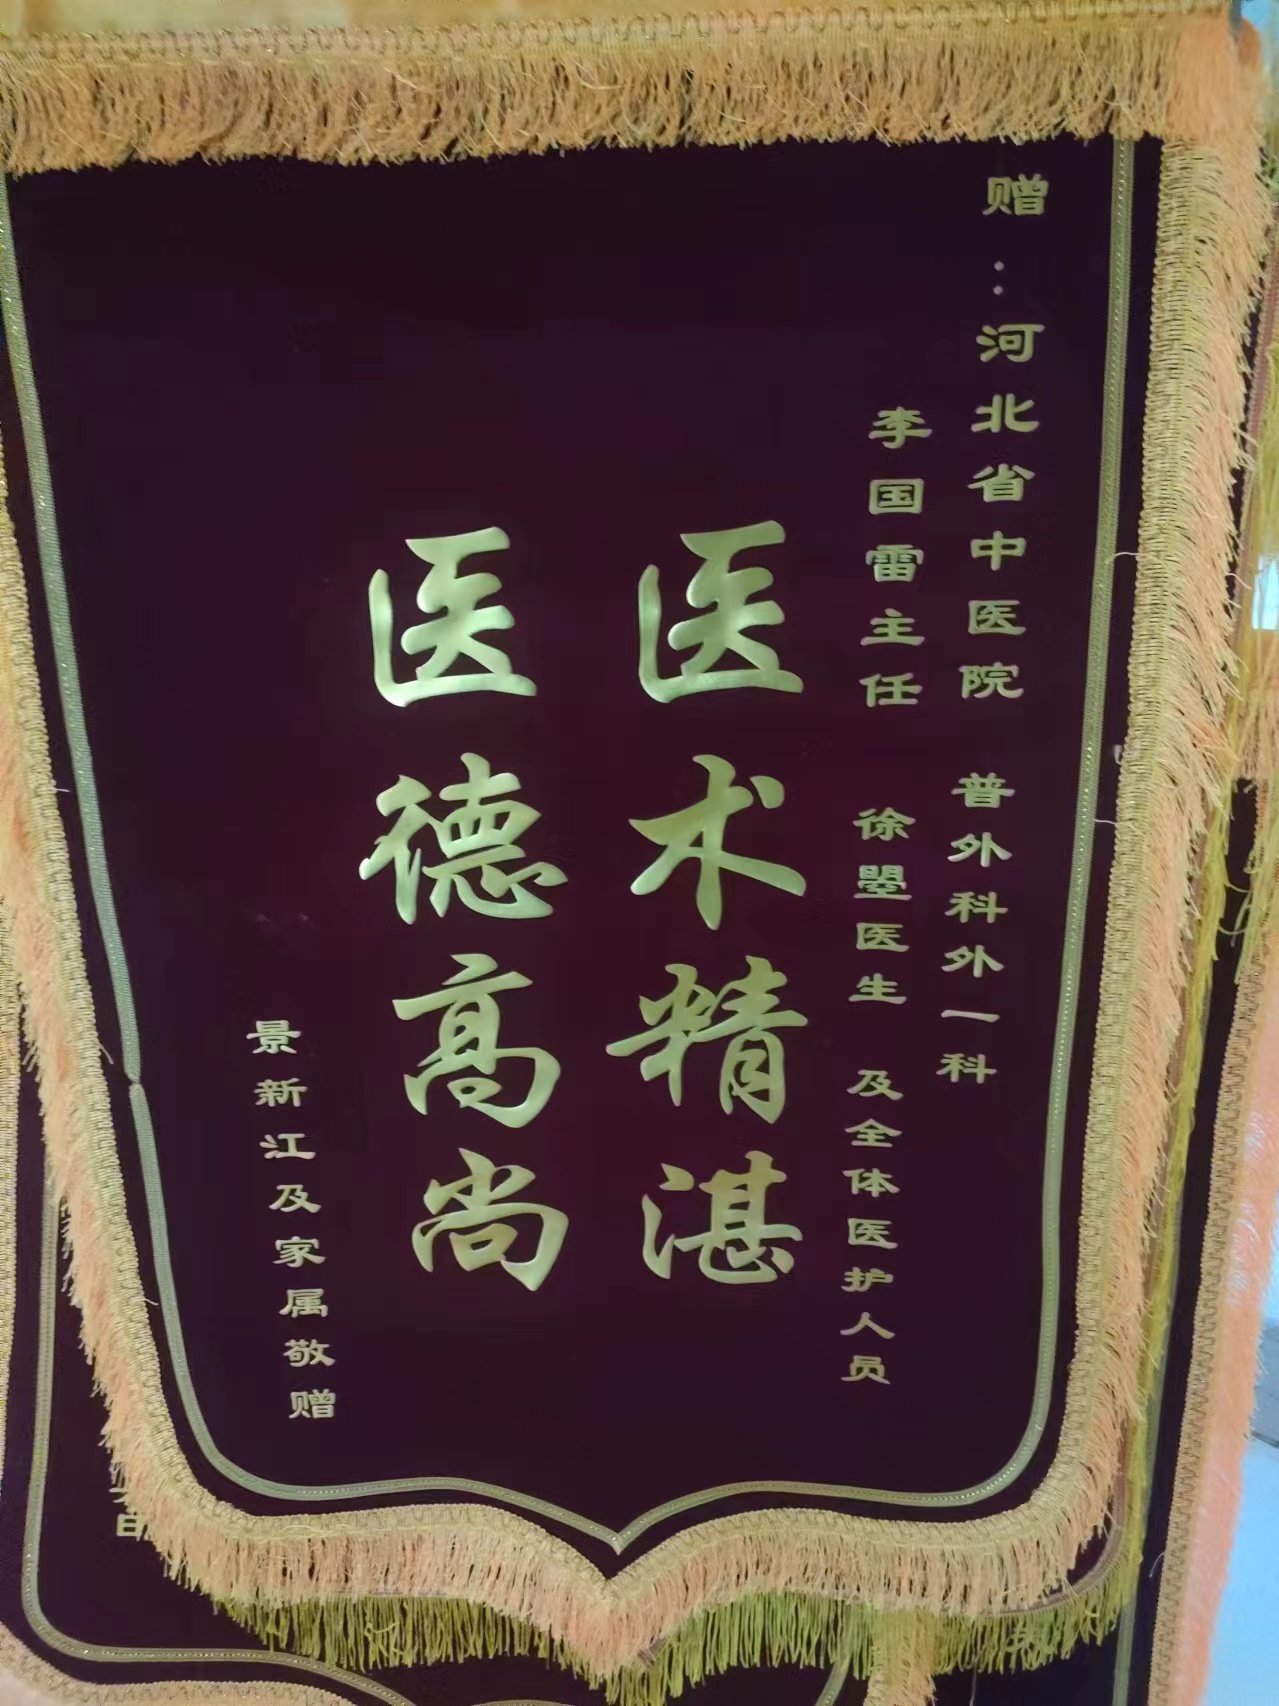 赠：河北省中医院 普外科外一科
李国雷主任 徐曌医生 及全体医护人员
医术精湛
医德高尚
景新江及家属敬赠